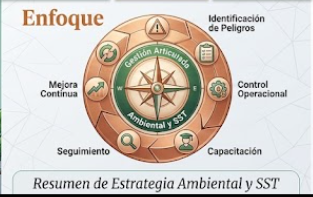 Enfoque
Identificación
de Peligros
Gestión Articulada
Mejora
Continua
W
E
Control
Operacional
Ambiental y SST
Seguimiento
Capacitación
Resumen de Estrategia Ambiental y SST